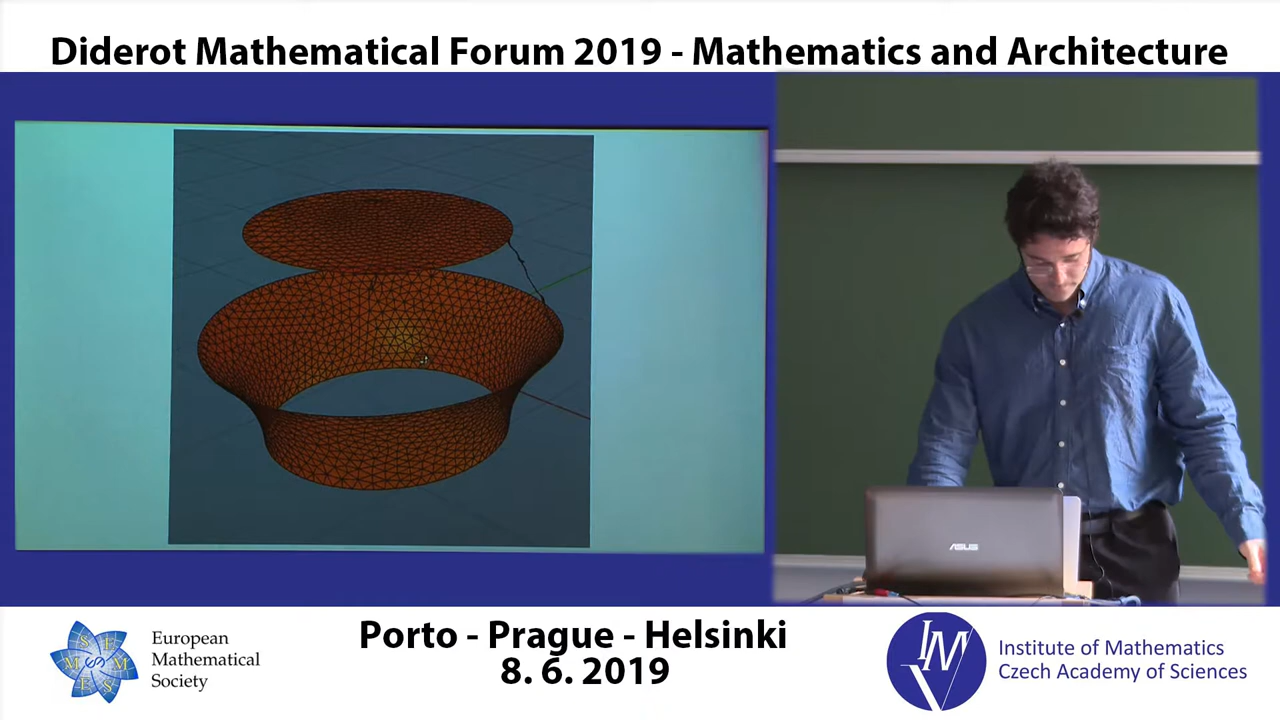 Diderot Mathematical Forum 2019 - Mathematics and Architecture
ASUS
European
Mathematical
Society
Porto - Prague - Helsinki
8. 6. 2019
IM
Institute of Mathematics
Czech Academy of Sciences